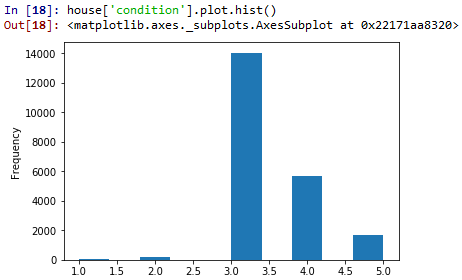 In [18]: house['condition'].plot.hist()
Out[18]: <matplotlib.axes._subplots.AxesSubplot at 0x22171aa8320>
14000
12000
10000
8000
6000
4000
2000
0
Frequency
1.0 1.5 2.0 2.5 3.0 3.5 4.0 4.5 5.0